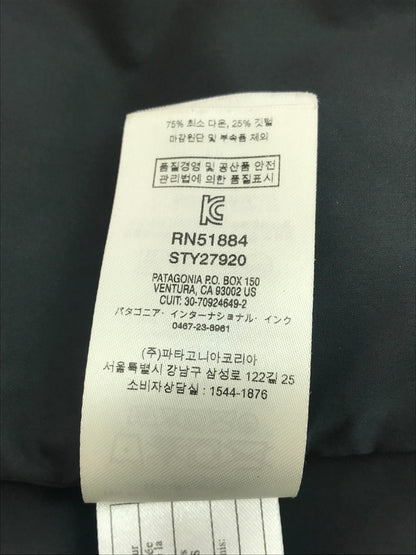 75% 최소 다운, 25% 깃털
마감원단 및 부속품 제외
품질경영 및 공산품 안전
관리법에 의한 품질표시
RN51884
STY27920
PATAGONIA P.O. BOX 150
VENTURA, CA 93002 US
CUIT: 30-70924649-2
パタゴニア・インターナショナル・インク
0467-23-8961
(주)파타고니아코리아
서울특별시 강남구 삼성로 122길 25
소비자상담실 : 1544-1876